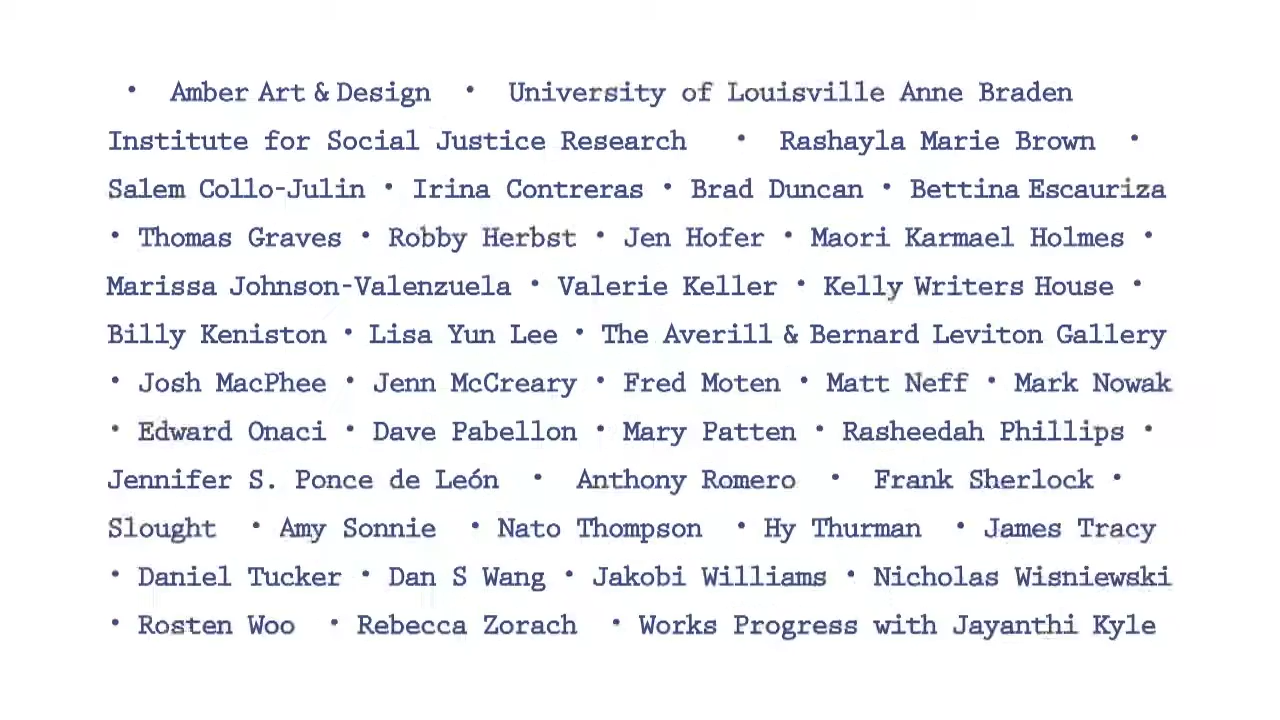 • Amber Art & Design • University of Louisville Anne Braden
Institute for Social Justice Research • Rashayla Marie Brown •
Salem Collo-Julin • Irina Contreras • Brad Duncan • Bettina Escauriza
• Thomas Graves • Robby Herbst • Jen Hofer • Maori Karmael Holmes •
Marissa Johnson-Valenzuela • Valerie Keller • Kelly Writers House •
Billy Keniston • Lisa Yun Lee • The Averill & Bernard Leviton Gallery
• Josh MacPhee • Jenn McCreary • Fred Moten • Matt Neff • Mark Nowak
• Edward Onaci • Dave Pabellon • Mary Patten • Rasheedah Phillips •
Jennifer S. Ponce de León • Anthony Romero • Frank Sherlock •
Slought • Amy Sonnie • Nato Thompson • Hy Thurman • James Tracy
• Daniel Tucker • Dan S Wang • Jakobi Williams • Nicholas Wisniewski
• Rosten Woo • Rebecca Zorach • Works Progress with Jayanthi Kyle